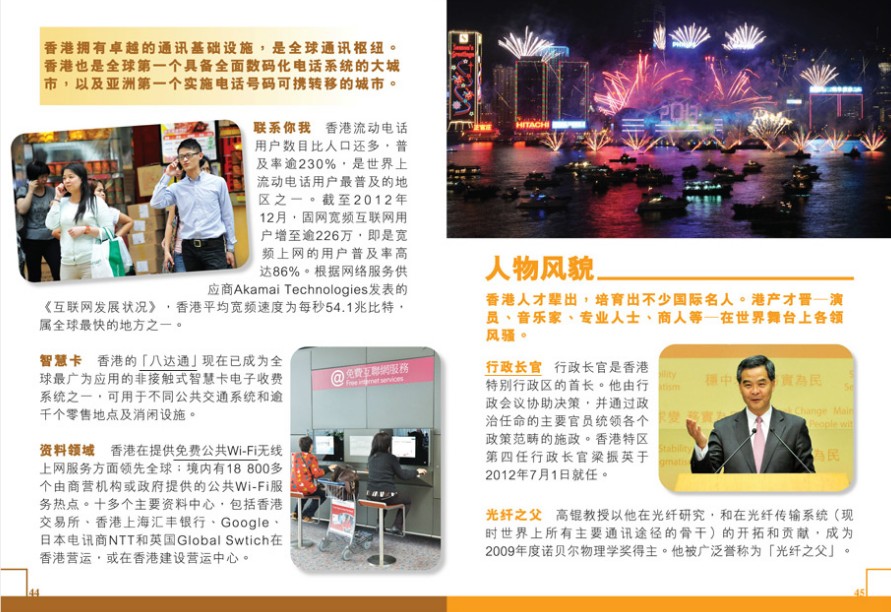 香港拥有卓越的通讯基础设施，是全球通讯枢纽。
香港也是全球第一个具备全面数码化电话系统的大城
市，以及亚洲第一个实施电话号码可携转移的城市。
联系你我 香港流动电话
用户数目比人口还多，普
及率逾230%，是世界上
流动电话用户最普及的地
区之一。截至2012年
12月，固网宽频互联网用
户增至逾226万，即是宽
频上网的用户普及率高
达86%。根据网络服务供
应商Akamai Technologies发表的
《互联网发展状况》，香港平均宽频速度为每秒54.1兆比特，
属全球最快的地方之一。
智慧卡 香港的「八达通」现在已成为全
球最广为应用的非接触式智慧卡电子收费
系统之一，可用于不同公共交通系统和逾
千个零售地点及消闲设施。
资料领域 香港在提供免费公共Wi-Fi无线
上网服务方面领先全球；境内有18 800多
个由商营机构或政府提供的公共Wi-Fi服
务热点。十多个主要资料中心，包括香港
交易所、香港上海汇丰银行、Google、
日本电讯商NTT和英国Global Swtich在
香港营运，或在香港建设营运中心。
@免費互聯網服務
Free internet services
44
PHILIPS
HITACHI
2013
人物风貌
香港人才辈出，培育出不少国际名人。港产才晉─演
员、音乐家、专业人士、商人等─在世界舞台上各领
风骚。
行政长官 行政长官是香港
特别行政区的首长。他由行
政会议协助决策，并通过政
治任命的主要官员统领各个
政策范畴的施政。香港特区
第四任行政长官梁振英于
2012年7月1日就任。
光纤之父 高锟教授以他在光纤研究，和在光纤传输系统（现
时世界上所有主要通讯途径的骨干）的开拓和贡献，成为
2009年度诺贝尔物理学奖得主。他被广泛誉称为「光纤之父」。
45